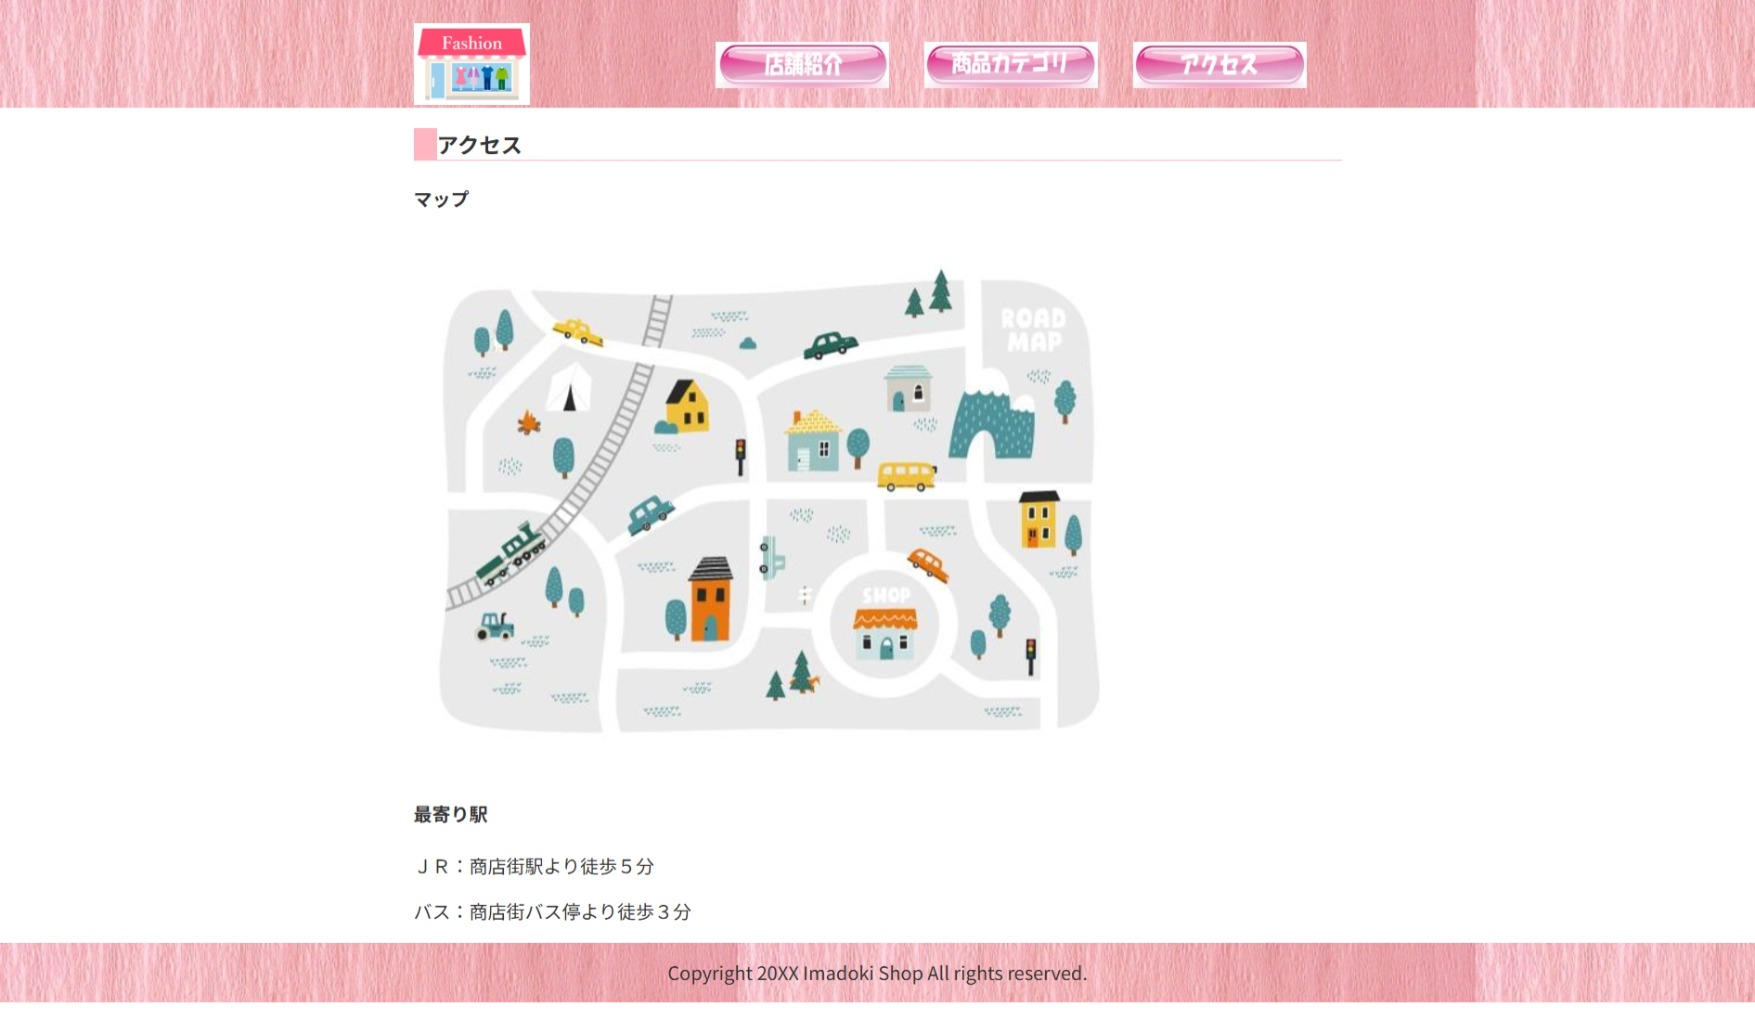 Fashion
店舗紹介
商品カテゴリ
アクセス
アクセス
マップ
ROAD
MAP
SHOP
最寄り駅
ＪＲ：商店街駅より徒歩５分
バス：商店街バス停より徒歩３分
Copyright 20XX Imadoki Shop All rights reserved.